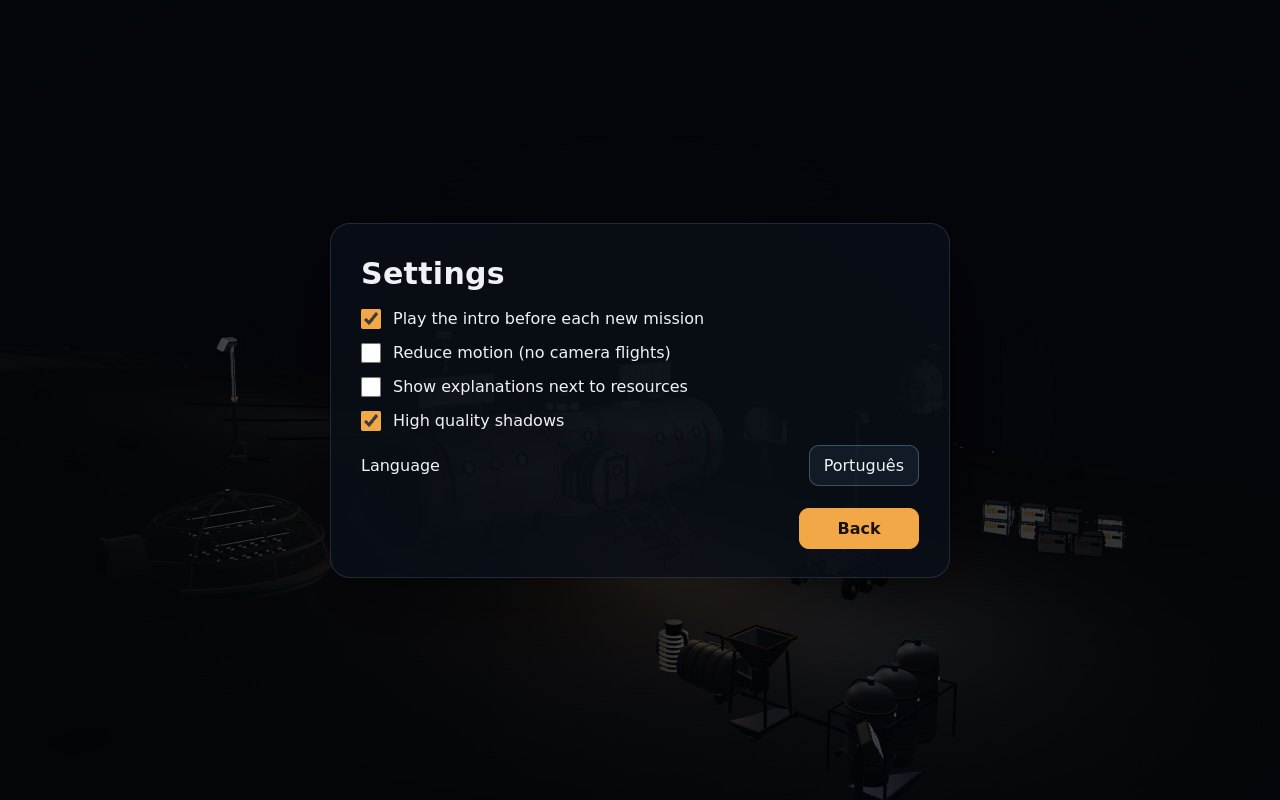 Settings
Play the intro before each new mission
Reduce motion (no camera flights)
Show explanations next to resources
High quality shadows
Language
Português
Back